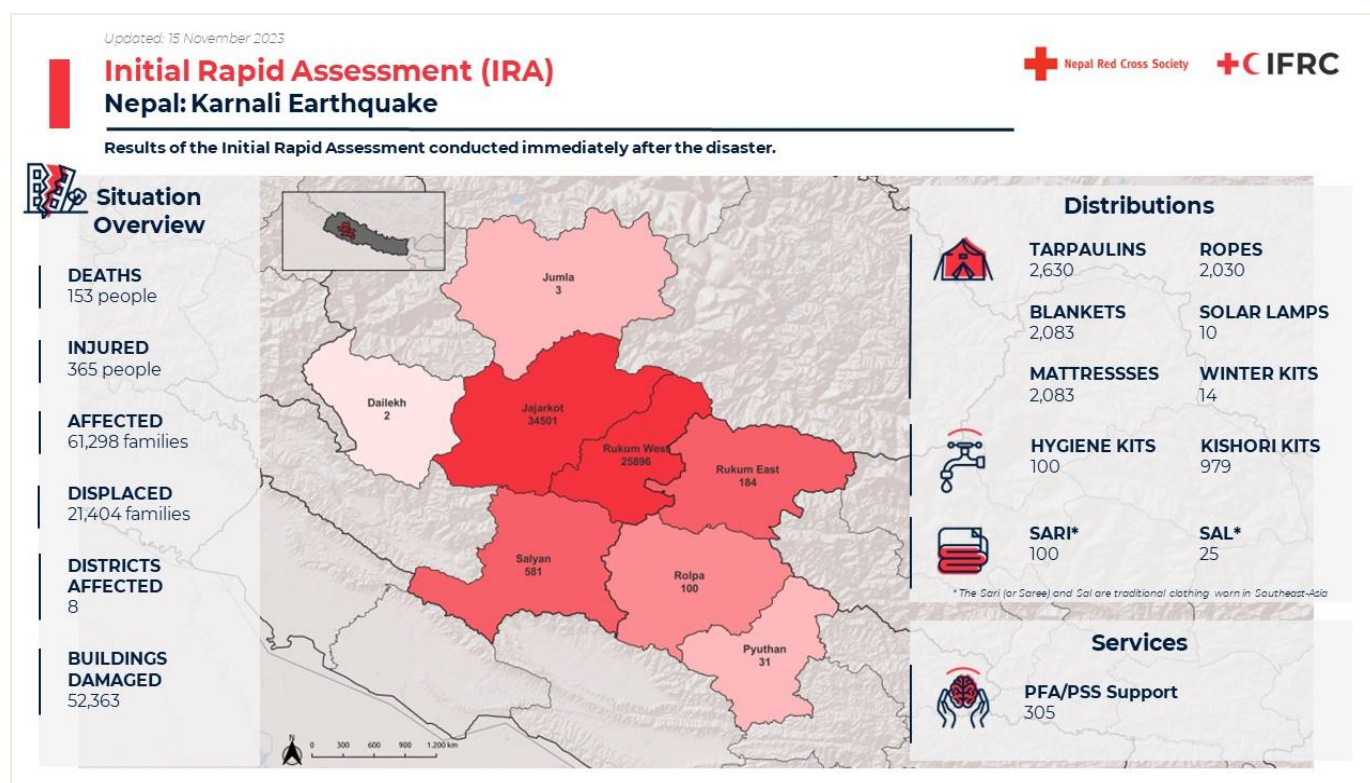 Updated: 15 November 2023
Initial Rapid Assessment (IRA)
Nepal: Karnali Earthquake
Nepal Red Cross Society
IFRC
Results of the Initial Rapid Assessment conducted immediately after the disaster.
Situation
Overview
DEATHS
153 people
INJURED
365 people
AFFECTED
61,298 families
DISPLACED
21,404 families
DISTRICTS
AFFECTED
8
BUILDINGS
DAMAGED
52,363
Jumla
3
Dailekh
2
Jajarkot
34501
Rukum West
25896
Rukum East
184
Salyan
581
Rolpa
100
Pyuthan
31
N
0 300 600 900 1.200 km
Distributions
TARPAULINS ROPES
2,630 2,030
BLANKETS SOLAR LAMPS
2,083 10
MATTRESSSES WINTER KITS
2,083 14
HYGIENE KITS KISHORI KITS
100 979
SARI* SAL*
100 25
* The Sari (or Saree) and Sal are traditional clothing worn in Southeast-Asia
Services
PFA/PSS Support
305